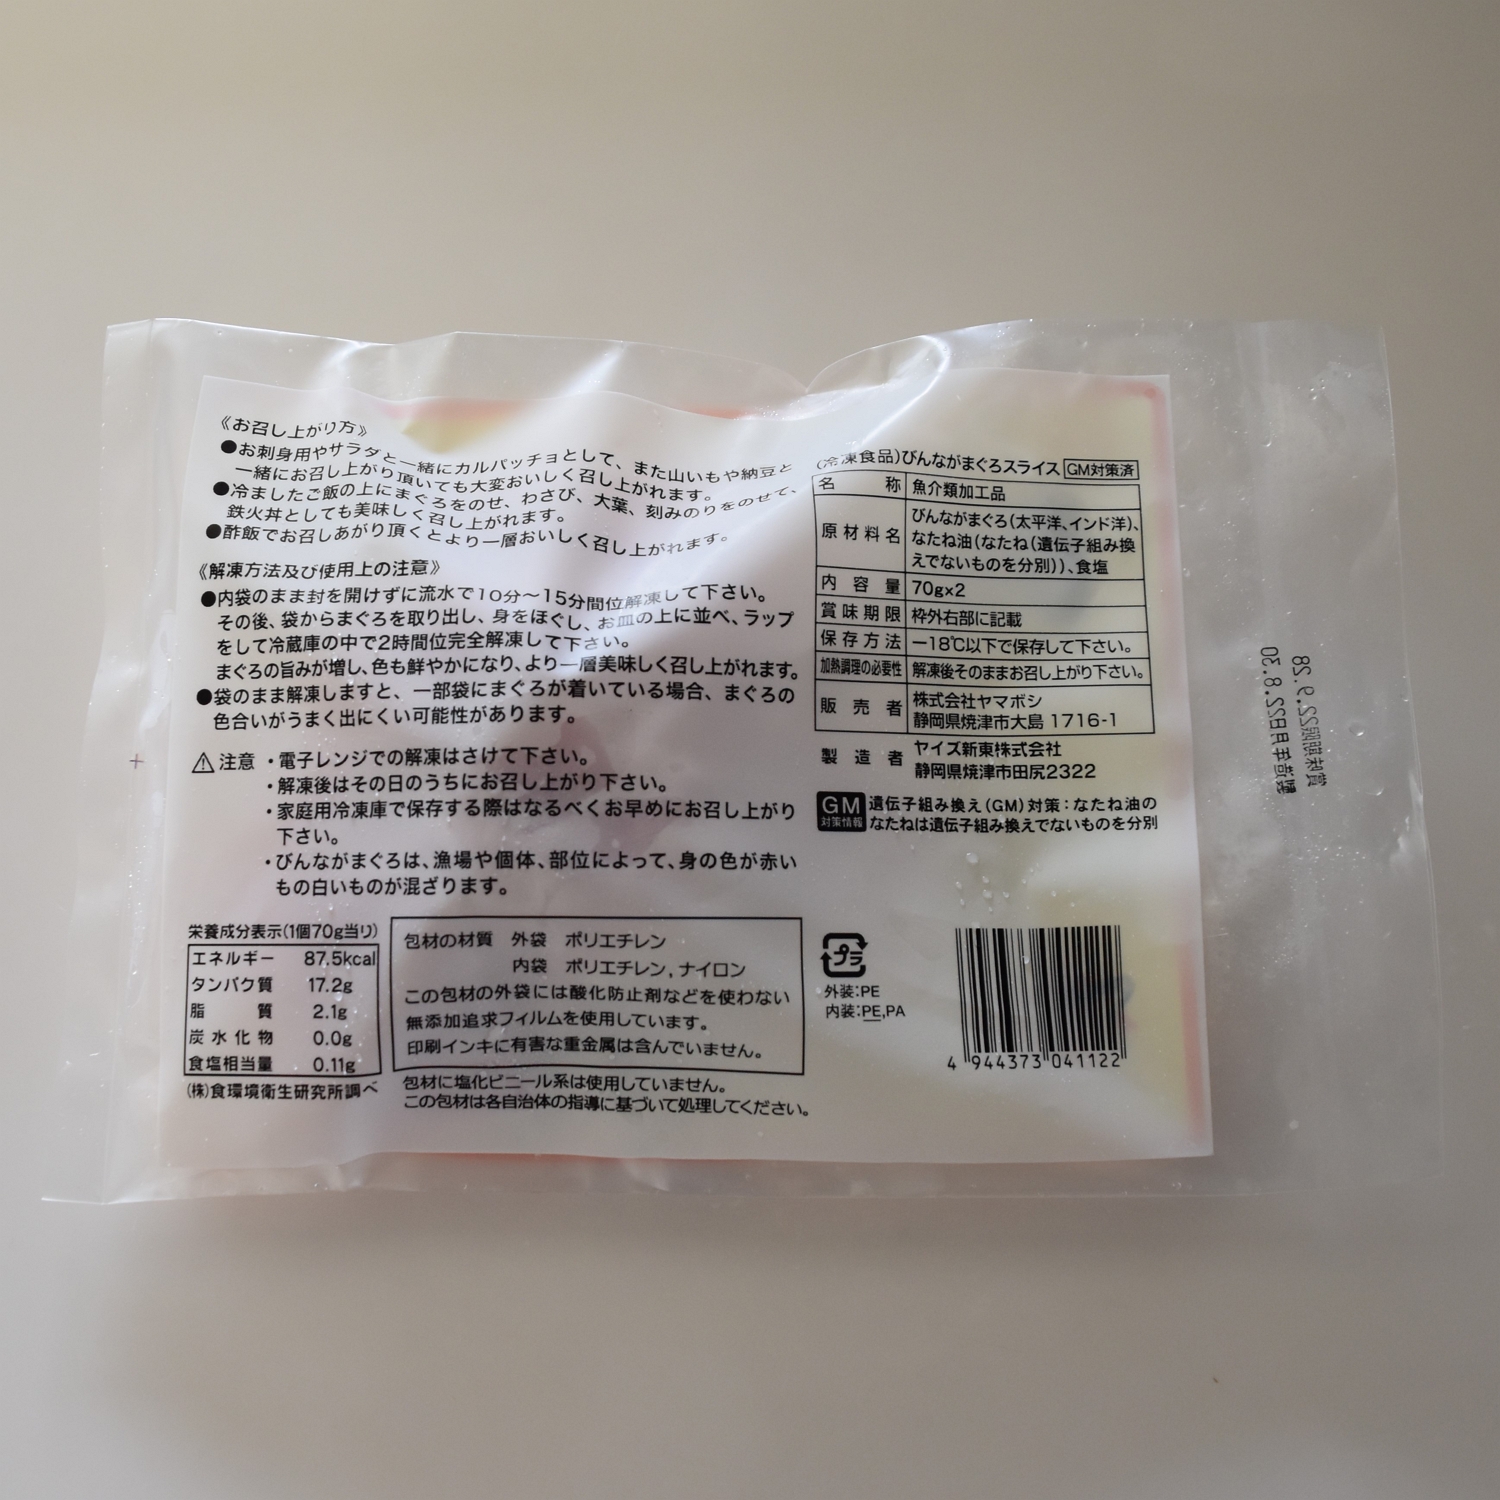 《お召し上がり方》
●お刺身用やサラダと一緒にカルパッチョとして、また山いもや納豆と
一緒にお召し上がり頂いても大変おいしく召し上がれます。
●冷ましたご飯の上にまぐろをのせ、わさび、大葉、刻みのりをのせて、
鉄火丼としても美味しく召し上がれます。
●酢飯でお召しあがり頂くとより一層おいしく召し上がれます。
《解凍方法及び使用上の注意》
●内袋のまま封を開けずに流水で10分〜15分間位解凍して下さい。
その後、袋からまぐろを取り出し、身をほぐし、お皿の上に並べ、ラップ
をして冷蔵庫の中で2時間位完全解凍して下さい。
まぐろの旨みが増し、色も鮮やかになり、より一層美味しく召し上がれます。
●袋のまま解凍しますと、一部袋にまぐろが着いている場合、まぐろの
色合いがうまく出にくい可能性があります。
⚠注意 ・電子レンジでの解凍はさけて下さい。
・解凍後はその日のうちにお召し上がり下さい。
・家庭用冷凍庫で保存する際はなるべくお早めにお召し上がり
下さい。
・びんながまぐろは、漁場や個体、部位によって、身の色が赤い
もの白いものが混ざります。
栄養成分表示(1個70g当り)
エネルギー 87.5kcal
タンパク質 17.2g
脂質 2.1g
炭水化物 0.0g
食塩相当量 0.11g
(株)食環境衛生研究所調べ
包材の材質 外袋 ポリエチレン
内袋 ポリエチレン,ナイロン
この包材の外袋には酸化防止剤などを使わない
無添加追求フィルムを使用しています。
印刷インキに有害な重金属は含んでいません。
包材に塩化ビニール系は使用していません。
この包材は各自治体の指導に基づいて処理してください。
(冷凍食品)びんながまぐろスライス GM対策済
名称 魚介類加工品
原材料名 びんながまぐろ(太平洋、インド洋)、
なたね油(なたね(遺伝子組み換
えでないものを分別))、食塩
内容量 70g×2
賞味期限 枠外右部に記載
保存方法 −18℃以下で保存して下さい。
加熱調理の必要性 解凍後そのままお召し上がり下さい。
販売者 株式会社ヤマボシ
静岡県焼津市大島 1716-1
製造者 ヤイズ新東株式会社
静岡県焼津市田尻2322
GM
対策情報
遺伝子組み換え(GM)対策:なたね油の
なたねは遺伝子組み換えでないものを分別
プラ
外装:PE
内装:PE,PA
4 944373 041122
賞味期限22.9.28
製造年月日22.8.30